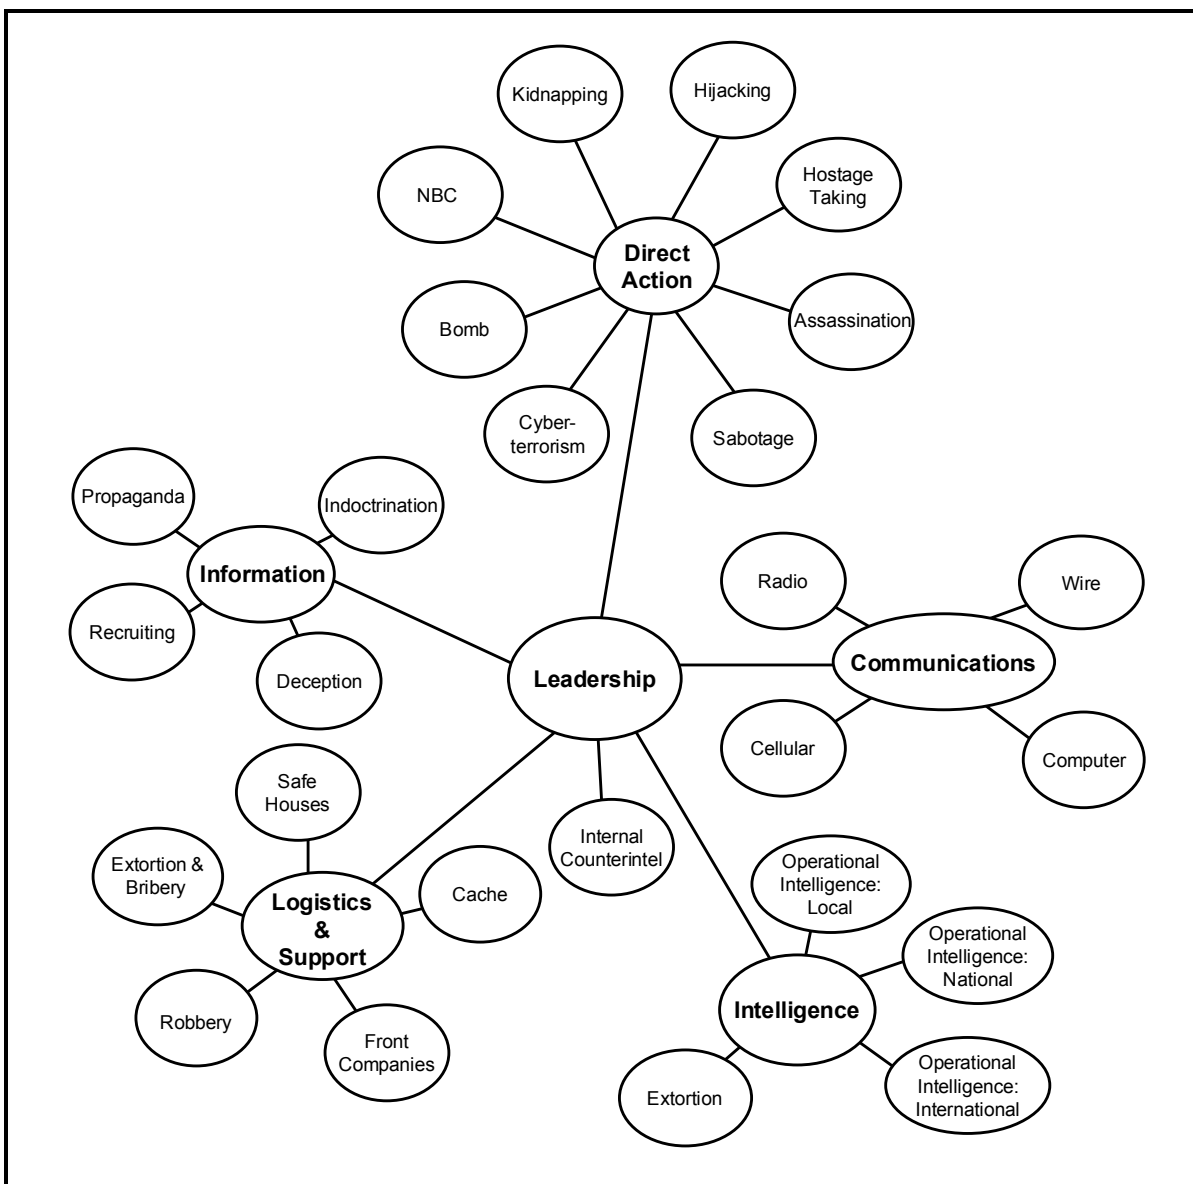 Kidnapping
Hijacking
NBC
Hostage
Taking
Direct
Action
Bomb
Assassination
Cyber-
terrorism
Sabotage
Propaganda
Indoctrination
Information
Recruiting
Deception
Radio
Wire
Communications
Cellular
Computer
Leadership
Internal
Counterintel
Safe
Houses
Extortion &
Bribery
Cache
Logistics
&
Support
Robbery
Front
Companies
Operational
Intelligence:
Local
Operational
Intelligence:
National
Intelligence
Extortion
Operational
Intelligence:
International